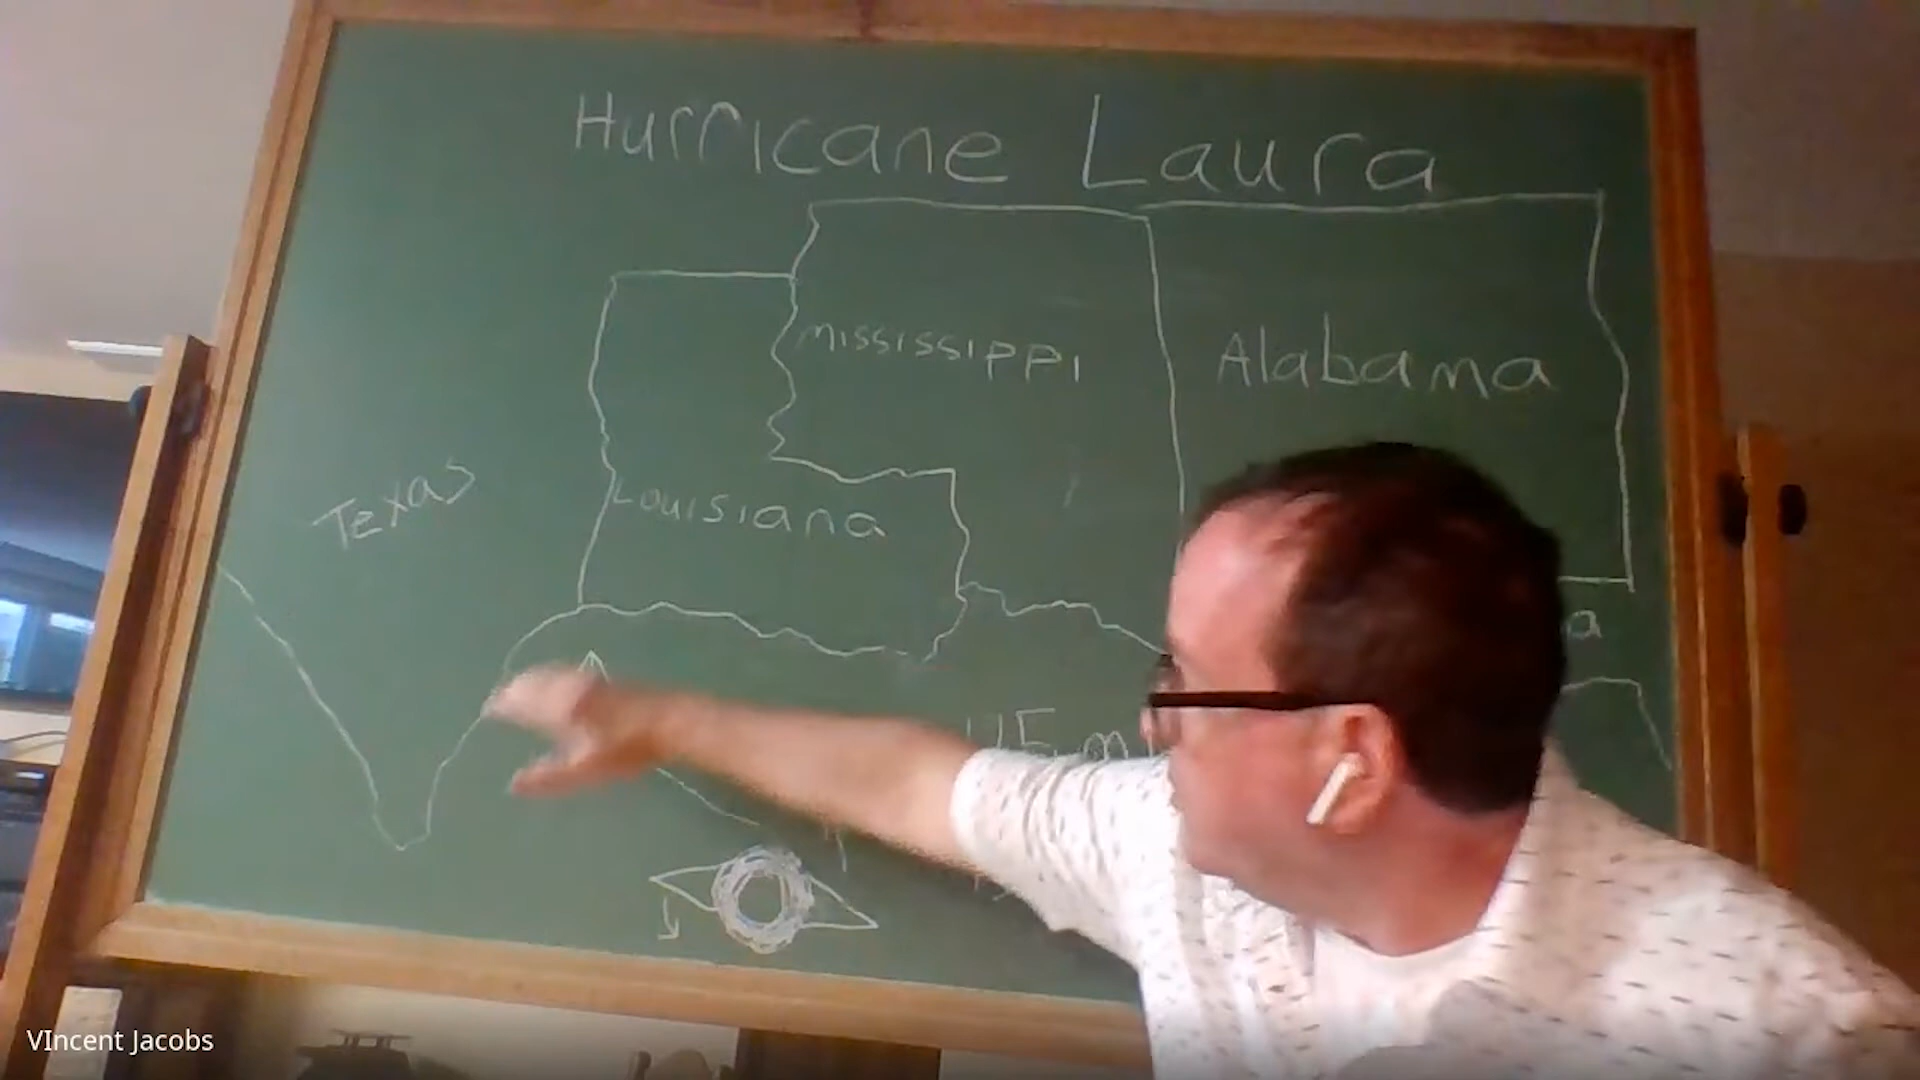 Hurricane Laura
Mississippi
Alabama
Texas
Louisiana
VIncent Jacobs